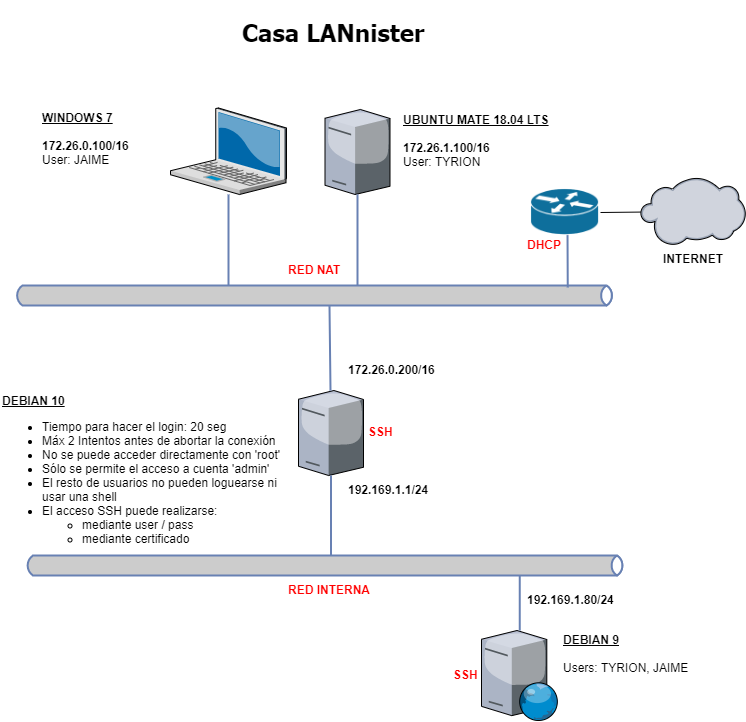 Casa LANnister
WINDOWS 7
172.26.0.100/16
User: JAIME
UBUNTU MATE 18.04 LTS
172.26.1.100/16
User: TYRION
DHCP
INTERNET
RED NAT
172.26.0.200/16
DEBIAN 10
Tiempo para hacer el login: 20 seg
Máx 2 Intentos antes de abortar la conexión
No se puede acceder directamente con 'root'
Sólo se permite el acceso a cuenta 'admin'
El resto de usuarios no pueden loguearse ni
usar una shell
El acceso SSH puede realizarse:
mediante user / pass
mediante certificado
SSH
192.169.1.1/24
RED INTERNA
192.169.1.80/24
DEBIAN 9
Users: TYRION, JAIME
SSH